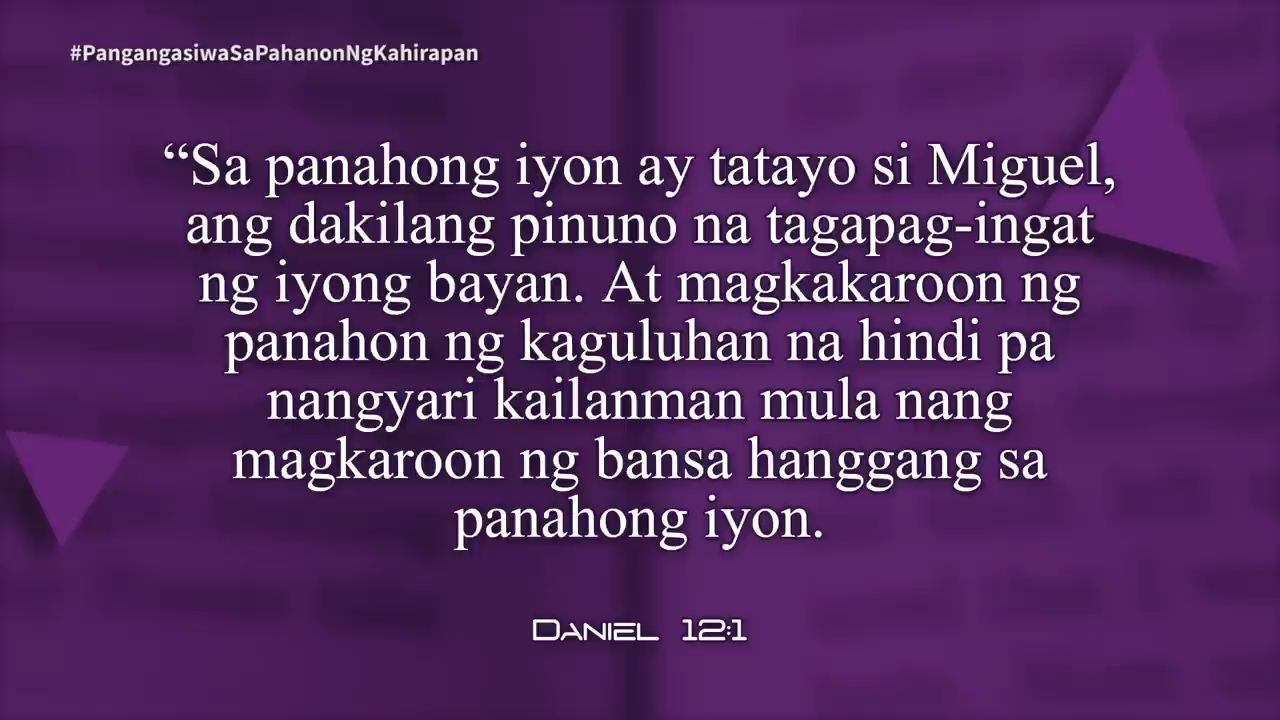 #PangangasiwaSaPahanonNgKahirapan
“Sa panahong iyon ay tatayo si Miguel,
ang dakilang pinuno na tagapag-ingat
ng iyong bayan. At magkakaroon ng
panahon ng kaguluhan na hindi pa
nangyari kailanman mula nang
magkaroon ng bansa hanggang sa
panahong iyon.
Daniel 12:1